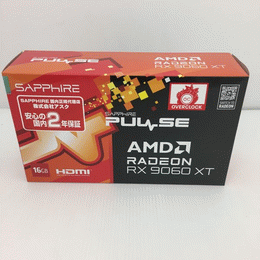 SAPPHIRE
SAPPHIRE 国内正規代理店
株式会社アスク
安心の
国内2年保証
OVERCLOCK
SAPPHIRE
PULSE
AMD
RADEON
RX 9060 XT
16GB
HDMI